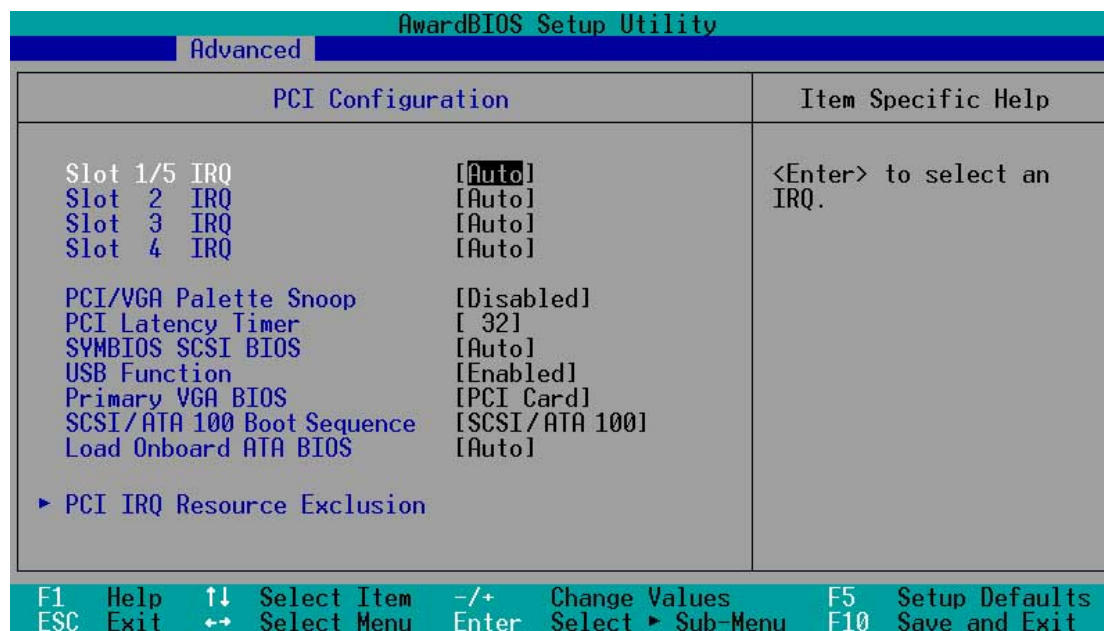 AwardBIOS Setup Utility
Advanced
PCI Configuration
Item Specific Help
Slot 1/5 IRQ [Auto]
Slot 2 IRQ [Auto]
Slot 3 IRQ [Auto]
Slot 4 IRQ [Auto]
PCI/VGA Palette Snoop [Disabled]
PCI Latency Timer [ 32]
SYMBIOS SCSI BIOS [Auto]
USB Function [Enabled]
Primary VGA BIOS [PCI Card]
SCSI/ATA 100 Boot Sequence [SCSI/ATA 100]
Load Onboard ATA BIOS [Auto]
► PCI IRQ Resource Exclusion
<Enter> to select an
IRQ.
F1 Help ↑↓ Select Item -/+ Change Values F5 Setup Defaults
ESC Exit ←→ Select Menu Enter Select ► Sub-Menu F10 Save and Exit